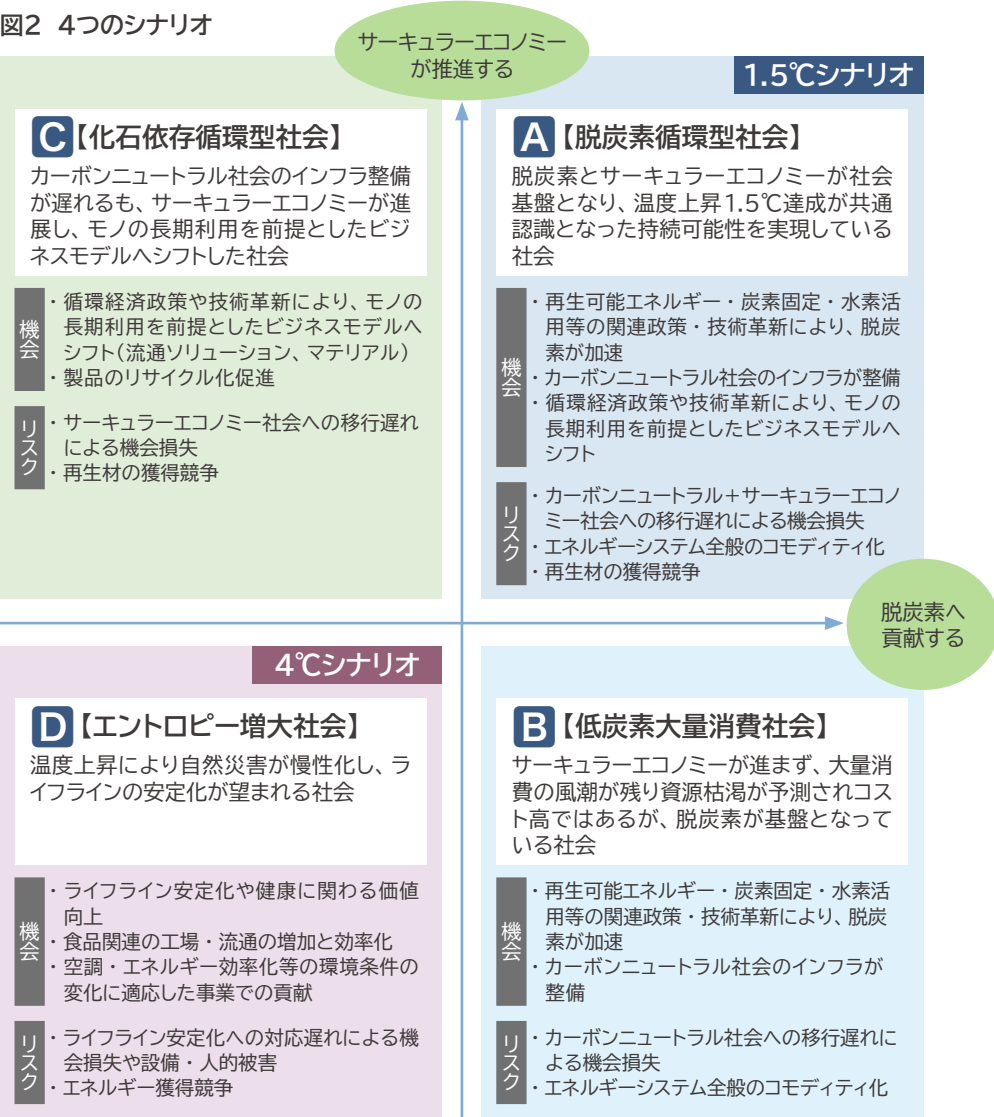 図2 4つのシナリオ
サーキュラーエコノミー
が推進する
1.5℃シナリオ
C【化石依存循環型社会】
カーボンニュートラル社会のインフラ整備
が遅れるも、サーキュラーエコノミーが進
展し、モノの長期利用を前提としたビジ
ネスモデルへシフトした社会
機会
・循環経済政策や技術革新により、モノの
長期利用を前提としたビジネスモデルへ
シフト(流通ソリューション、マテリアル)
・製品のリサイクル化促進
リスク
・サーキュラーエコノミー社会への移行遅れ
による機会損失
・再生材の獲得競争
A【脱炭素循環型社会】
脱炭素とサーキュラーエコノミーが社会
基盤となり、温度上昇1.5℃達成が共通
認識となった持続可能性を実現している
社会
機会
・再生可能エネルギー・炭素固定・水素活
用等の関連政策・技術革新により、脱炭
素が加速
・カーボンニュートラル社会のインフラが整備
・循環経済政策や技術革新により、モノの
長期利用を前提としたビジネスモデルへ
シフト
リスク
・カーボンニュートラル+サーキュラーエコノ
ミー社会への移行遅れによる機会損失
・エネルギーシステム全般のコモディティ化
・再生材の獲得競争
脱炭素へ
貢献する
4℃シナリオ
D【エントロピー増大社会】
温度上昇により自然災害が慢性化し、ラ
イフラインの安定化が望まれる社会
機会
・ライフライン安定化や健康に関わる価値
向上
・食品関連の工場・流通の増加と効率化
・空調・エネルギー効率化等の環境条件の
変化に適応した事業での貢献
リスク
・ライフライン安定化への対応遅れによる機
会損失や設備・人的被害
・エネルギー獲得競争
B【低炭素大量消費社会】
サーキュラーエコノミーが進まず、大量消
費の風潮が残り資源枯渇が予測されコス
ト高ではあるが、脱炭素が基盤となって
いる社会
機会
・再生可能エネルギー・炭素固定・水素活
用等の関連政策・技術革新により、脱炭
素が加速
・カーボンニュートラル社会のインフラが
整備
リスク
・カーボンニュートラル社会への移行遅れに
よる機会損失
・エネルギーシステム全般のコモディティ化